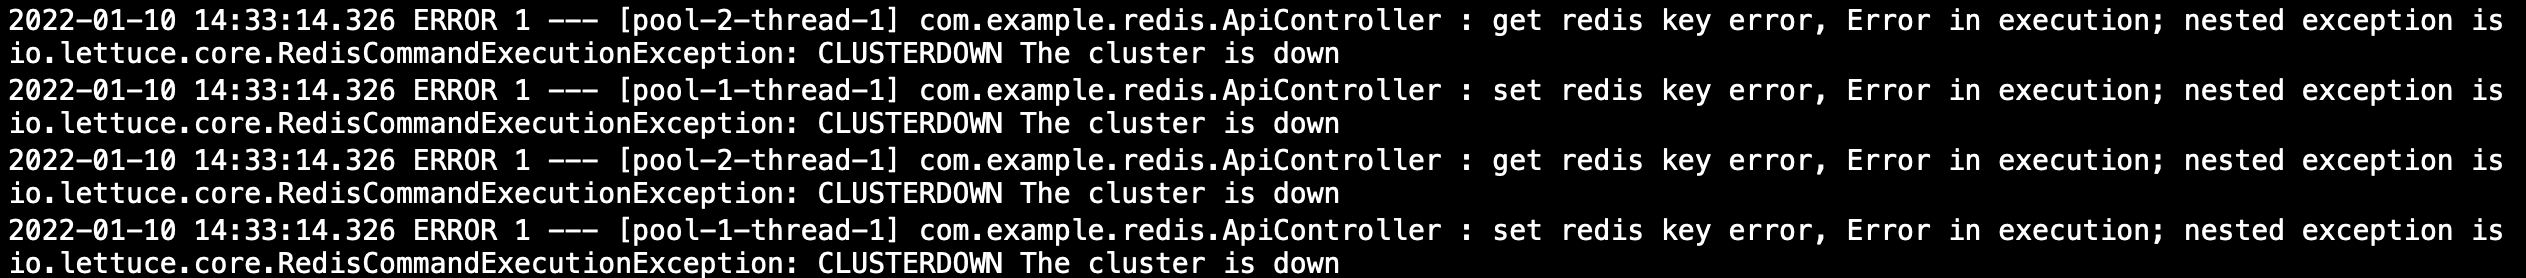 2022-01-10 14:33:14.326 ERROR 1 --- [pool-2-thread-1] com.example.redis.ApiController : get redis key error, Error in execution; nested exception is
io.lettuce.core.RedisCommandExecutionException: CLUSTERDOWN The cluster is down
2022-01-10 14:33:14.326 ERROR 1 --- [pool-1-thread-1] com.example.redis.ApiController : set redis key error, Error in execution; nested exception is
io.lettuce.core.RedisCommandExecutionException: CLUSTERDOWN The cluster is down
2022-01-10 14:33:14.326 ERROR 1 --- [pool-2-thread-1] com.example.redis.ApiController : get redis key error, Error in execution; nested exception is
io.lettuce.core.RedisCommandExecutionException: CLUSTERDOWN The cluster is down
2022-01-10 14:33:14.326 ERROR 1 --- [pool-1-thread-1] com.example.redis.ApiController : set redis key error, Error in execution; nested exception is
io.lettuce.core.RedisCommandExecutionException: CLUSTERDOWN The cluster is down